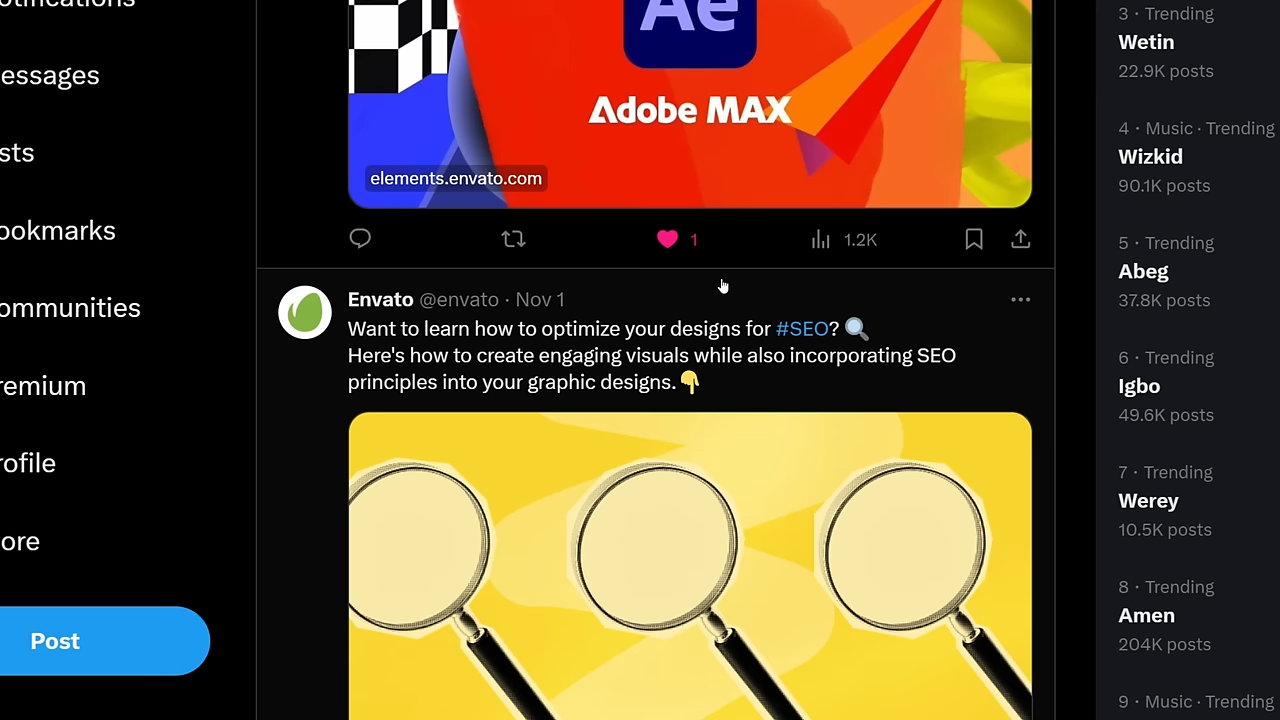 essages
sts
ookmarks
ommunities
remium
rofile
ore
Post
Ae
Adobe MAX
elements.envato.com
1
1.2K
Envato @envato · Nov 1
Want to learn how to optimize your designs for #SEO? 🔍
Here's how to create engaging visuals while also incorporating SEO
principles into your graphic designs.👇
3 · Trending
Wetin
22.9K posts
4 · Music · Trending
Wizkid
90.1K posts
5 · Trending
Abeg
37.8K posts
6 · Trending
Igbo
49.6K posts
7 · Trending
Werey
10.5K posts
8 · Trending
Amen
204K posts
9 · Music · Trending